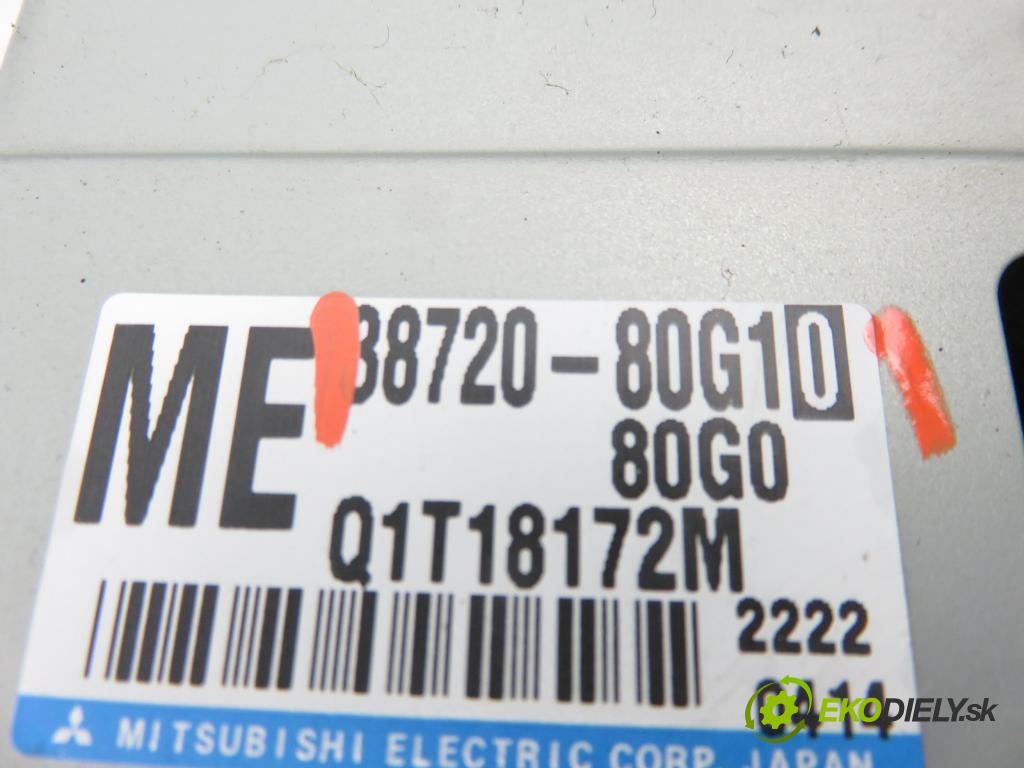 ME 38720-80G10
80G0
Q1T18172M
2222
EKODIELY.sk
MITSUBISHI ELECTRIC CORP. JAPAN